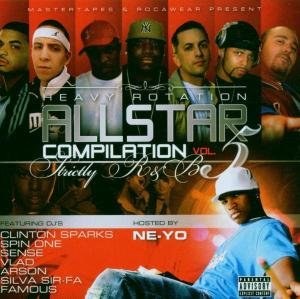 MASTERTAPES & ROCAWEAR PRESENT
HEAVY ROTATION
ALLSTAR
COMPILATION VOL. 5
Strictly R&B
FEATURING DJ'S
CLINTON SPARKS
SPIN ONE
SENSE
VLAD
ARSON
SILVA SIR-FA
FAMOUS
HOSTED BY
NE-YO
PARENTAL
ADVISORY
EXPLICIT CONTENT